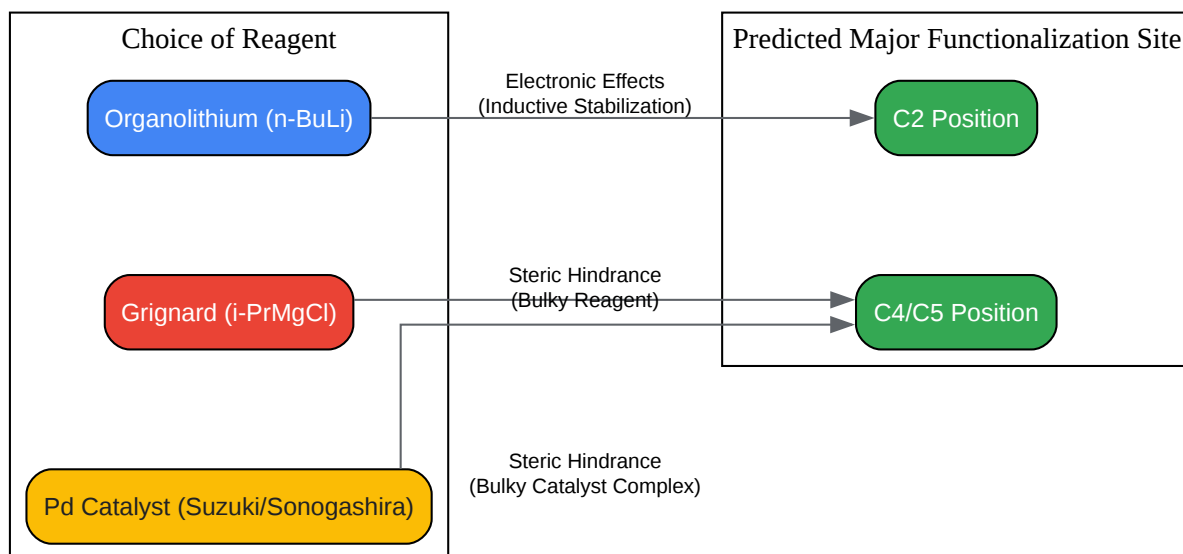 Choice of Reagent
Predicted Major Functionalization Site
Organolithium (n-BuLi)
Electronic Effects
(Inductive Stabilization)
C2 Position
Grignard (i-PrMgCl)
Steric Hindrance
(Bulky Reagent)
C4/C5 Position
Pd Catalyst (Suzuki/Sonogashira)
Steric Hindrance
(Bulky Catalyst Complex)